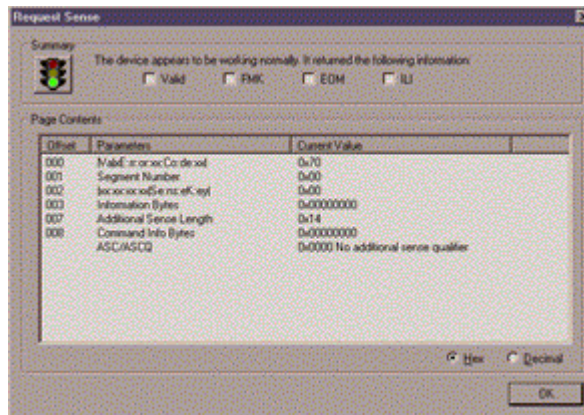 Request Sense
Summary
The device appears to be working normally. It returned the following information:
Valid FMK EOM ILI
Page Contents
Offset Parameters Current Value
000 0x70
001 Segment Number 0x00
002 0x00
003 Information Bytes 0x00000000
007 Additional Sense Length 0x14
008 Command Info Bytes 0x00000000
ASC/ASCQ 0x0000 No additional sense qualifier
Hex Decimal
OK